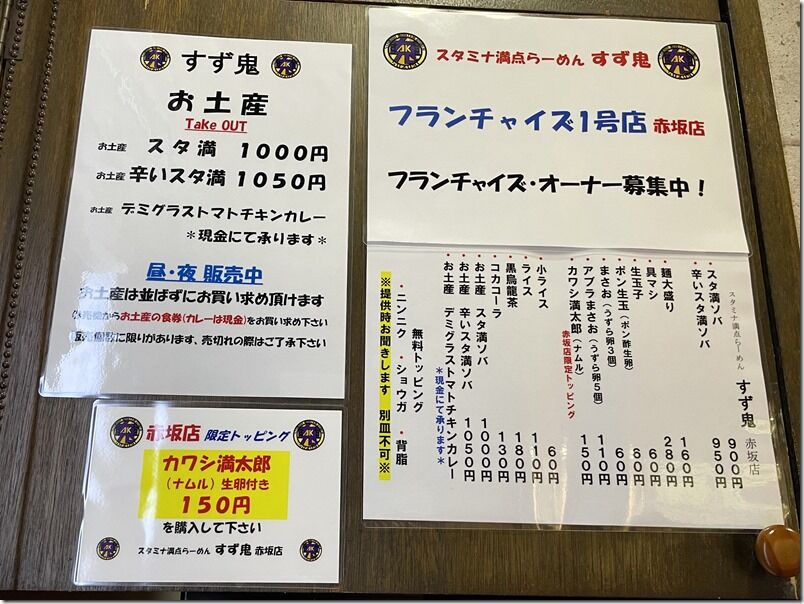 すず鬼
お土産
Take OUT
お土産 スタ満 1000円
お土産 辛いスタ満 1050円
お土産 デミグラストマトチキンカレー
＊現金にて承ります＊
昼・夜 販売中
お土産は並ばずにお買い求め頂けます
からお土産の食券(カレーは現金)をお買い求め下さい
に限りがあります、売切れの際はご了承下さい
赤坂店 限定トッピング
カワシ満太郎
(ナムル)生卵付き
150円
を購入して下さい
スタミナ満点らーめん すず鬼 赤坂店
スタミナ満点らーめん すず鬼
フランチャイズ1号店 赤坂店
フランチャイズ・オーナー募集中！
スタミナ満点らーめん すず鬼 赤坂店
スタ満ソバ 900円
辛いスタ満ソバ 950円
麺大盛り 160円
具マシ 280円
生玉子 60円
ポン生玉(ポン酢生卵) 60円
まさお(うずら卵3個) 60円
アブラまさお(うずら卵5個) 110円
カワシ満太郎(ナムル) 赤坂店限定トッピング 150円
小ライス 60円
ライス 110円
黒烏龍茶 180円
コカコーラ 130円
お土産 スタ満ソバ 1000円
お土産 辛いスタ満ソバ 1050円
お土産 デミグラストマトチキンカレー ＊現金にて承ります＊
無料トッピング
・ニンニク ・ショウガ ・背脂
※提供時お聞きします 別皿不可※